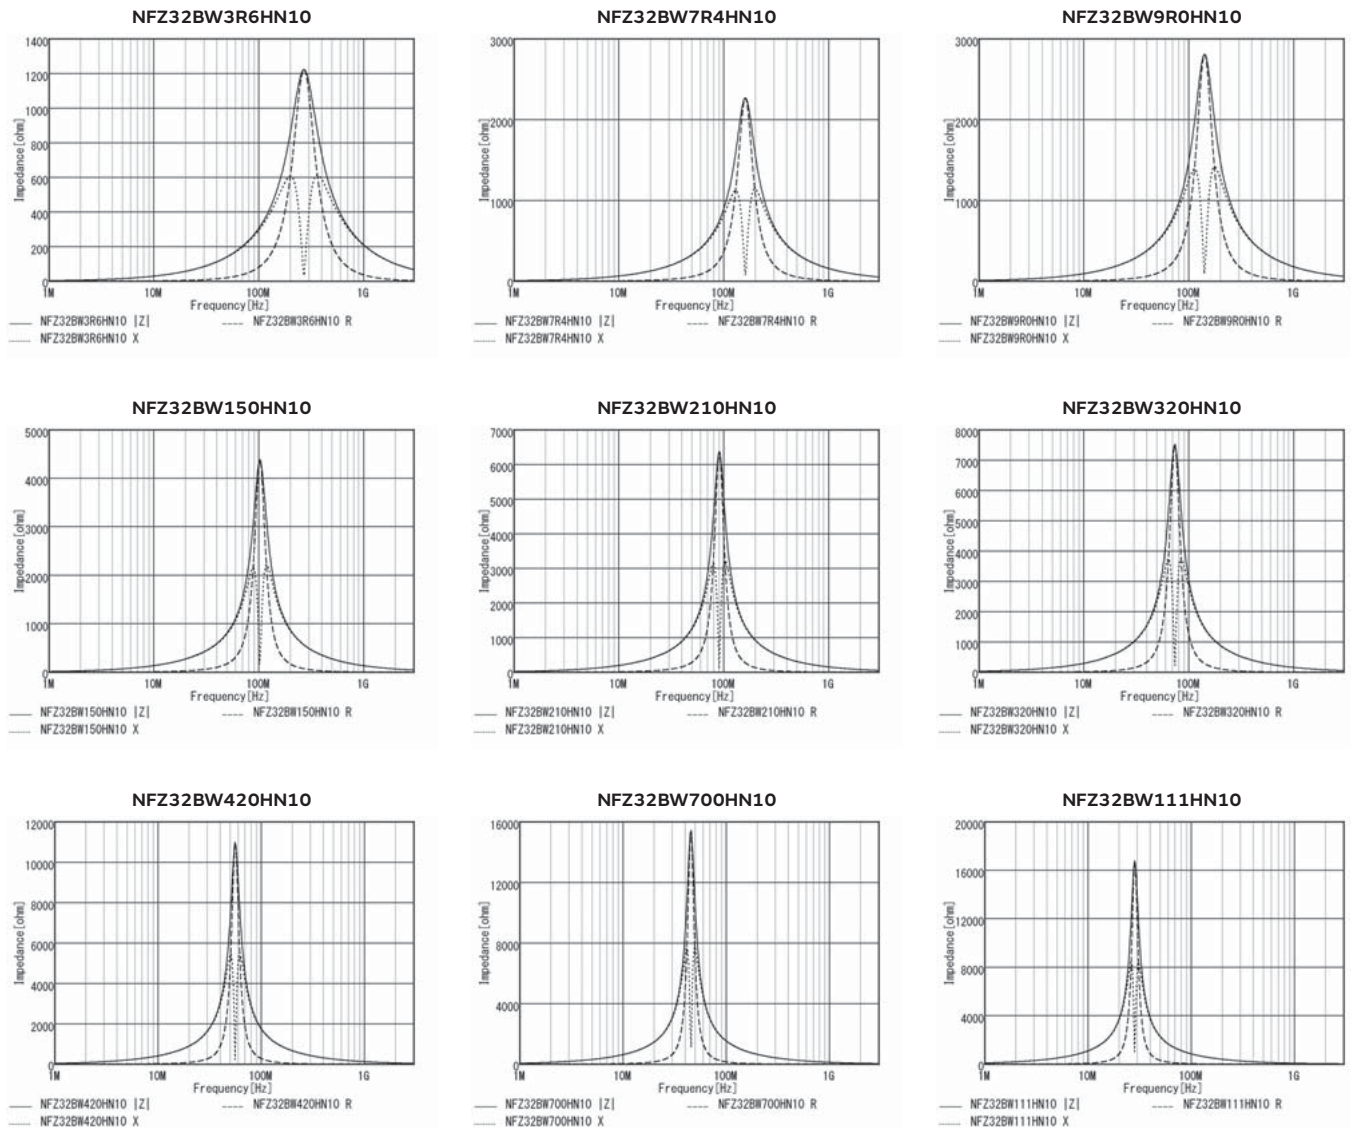 NFZ32BW3R6HN10
1400
1200
1000
800
600
400
200
0
Impedance[ohm]
1M 10M 100M 1G
Frequency[Hz]
NFZ32BW3R6HN10 |Z| NFZ32BW3R6HN10 R
NFZ32BW3R6HN10 X
NFZ32BW7R4HN10
3000
2000
1000
0
Impedance[ohm]
1M 10M 100M 1G
Frequency[Hz]
NFZ32BW7R4HN10 |Z| NFZ32BW7R4HN10 R
NFZ32BW7R4HN10 X
NFZ32BW9R0HN10
3000
2000
1000
0
Impedance[ohm]
1M 10M 100M 1G
Frequency[Hz]
NFZ32BW9R0HN10 |Z| NFZ32BW9R0HN10 R
NFZ32BW9R0HN10 X
NFZ32BW150HN10
5000
4000
3000
2000
1000
0
Impedance[ohm]
1M 10M 100M 1G
Frequency[Hz]
NFZ32BW150HN10 |Z| NFZ32BW150HN10 R
NFZ32BW150HN10 X
NFZ32BW210HN10
7000
6000
5000
4000
3000
2000
1000
0
Impedance[ohm]
1M 10M 100M 1G
Frequency[Hz]
NFZ32BW210HN10 |Z| NFZ32BW210HN10 R
NFZ32BW210HN10 X
NFZ32BW320HN10
8000
7000
6000
5000
4000
3000
2000
1000
0
Impedance[ohm]
1M 10M 100M 1G
Frequency[Hz]
NFZ32BW320HN10 |Z| NFZ32BW320HN10 R
NFZ32BW320HN10 X
NFZ32BW420HN10
12000
10000
8000
6000
4000
2000
0
Impedance[ohm]
1M 10M 100M 1G
Frequency[Hz]
NFZ32BW420HN10 |Z| NFZ32BW420HN10 R
NFZ32BW420HN10 X
NFZ32BW700HN10
16000
12000
8000
4000
0
Impedance[ohm]
1M 10M 100M 1G
Frequency[Hz]
NFZ32BW700HN10 |Z| NFZ32BW700HN10 R
NFZ32BW700HN10 X
NFZ32BW111HN10
20000
16000
12000
8000
4000
0
Impedance[ohm]
1M 10M 100M 1G
Frequency[Hz]
NFZ32BW111HN10 |Z| NFZ32BW111HN10 R
NFZ32BW111HN10 X